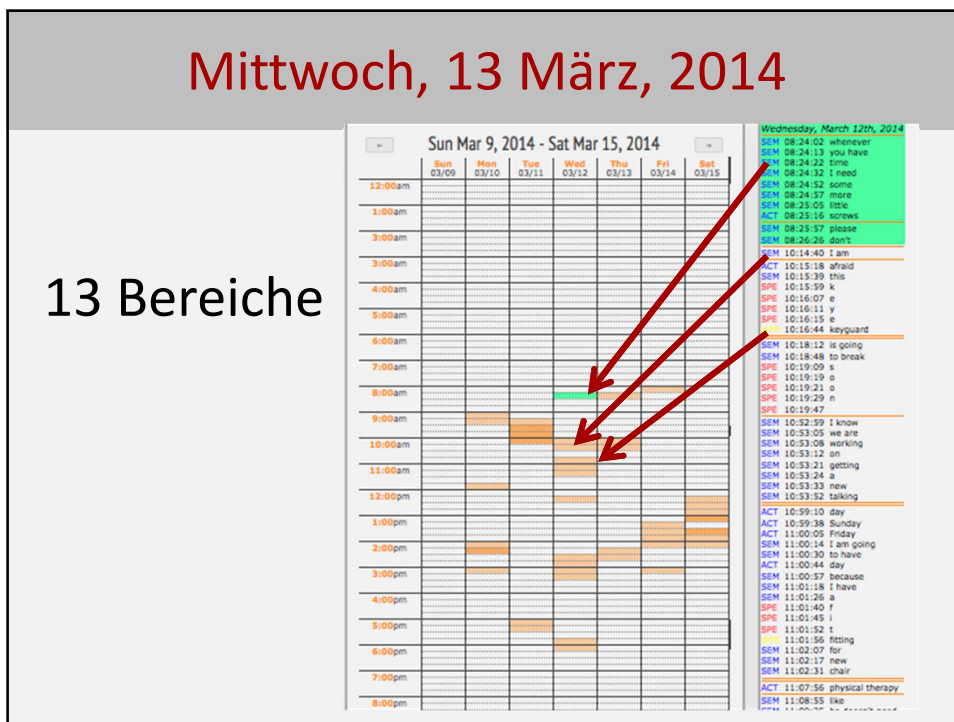 Mittwoch, 13 März, 2014
13 Bereiche
Sun Mar 9, 2014 - Sat Mar 15, 2014
Sun Mon Tue Wed Thu Fri Sat
03/09 03/10 03/11 03/12 03/13 03/14 03/15
12:00am
1:00am
3:00am
3:00am
4:00am
5:00am
6:00am
7:00am
8:00am
9:00am
10:00am
11:00am
12:00pm
1:00pm
2:00pm
3:00pm
4:00pm
5:00pm
6:00pm
7:00pm
8:00pm
Wednesday, March 12th, 2014
SEM 08:24:02 whenever
SEM 08:24:13 you have
SEM 08:24:22 time
SEM 08:24:32 I need
SEM 08:24:52 some
SEM 08:24:57 more
SEM 08:25:05 little
ACT 08:25:16 screws
SEM 08:25:57 please
SEM 08:26:26 don't
SEM 10:14:40 I am
ACT 10:15:18 afraid
SEM 10:15:39 this
SPE 10:15:59 k
SPE 10:16:07 e
SPE 10:16:11 y
SPE 10:16:15 e
10:16:44 keyguard
SEM 10:18:12 is going
SEM 10:18:48 to break
SPE 10:19:09 s
SPE 10:19:19 o
SPE 10:19:21 o
SPE 10:19:29 n
SPE 10:19:47
SEM 10:52:59 I know
SEM 10:53:05 we are
SEM 10:53:08 working
SEM 10:53:12 on
SEM 10:53:21 getting
SEM 10:53:24 a
SEM 10:53:33 new
SEM 10:53:52 talking
ACT 10:59:10 day
ACT 10:59:38 Sunday
ACT 11:00:05 Friday
SEM 11:00:14 I am going
SEM 11:00:30 to have
ACT 11:00:44 day
SEM 11:00:57 because
SEM 11:01:18 I have
SEM 11:01:26 a
SPE 11:01:40 f
SPE 11:01:45 i
SPE 11:01:52 t
11:01:56 fitting
SEM 11:02:07 for
SEM 11:02:17 new
SEM 11:02:31 chair
ACT 11:07:56 physical therapy
SEM 11:08:55 like